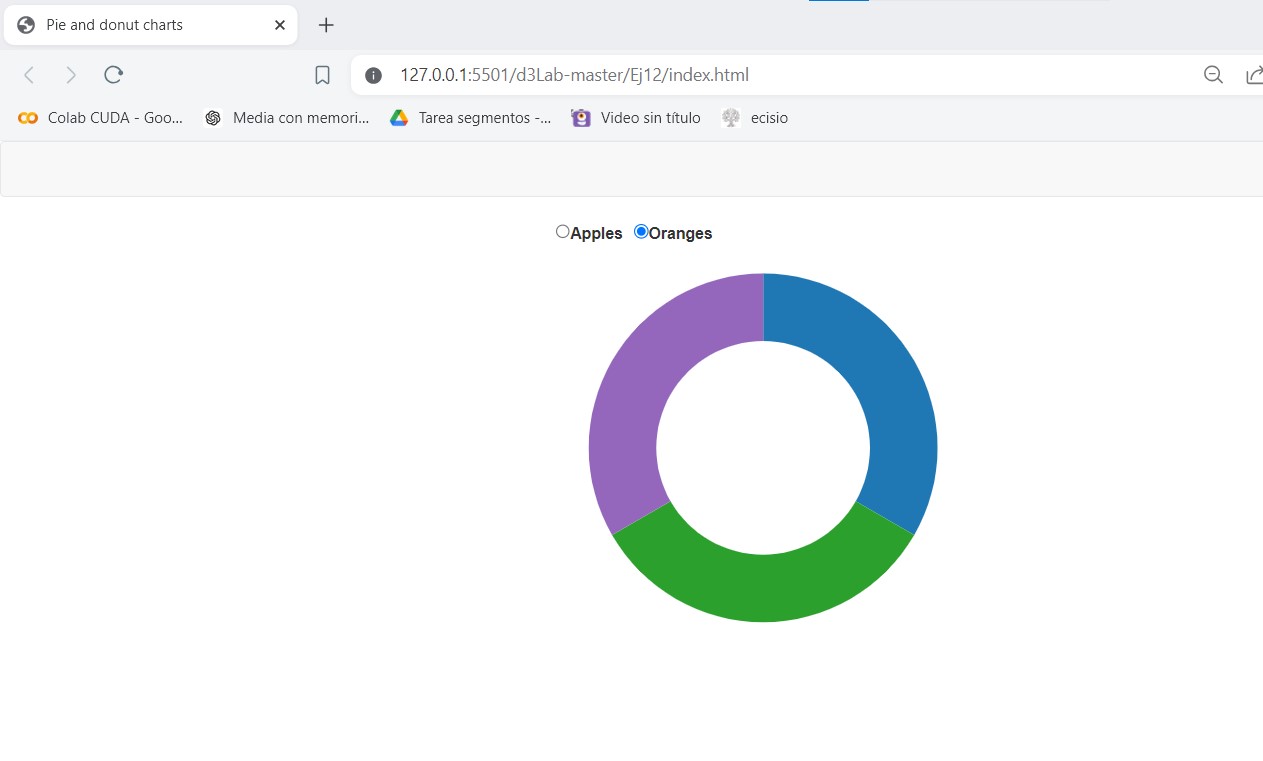 Pie and donut charts
127.0.0.1:5501/d3Lab-master/Ej12/index.html
Colab CUDA - Goo... Media con memori... Tarea segmentos -... Video sin título ecisio
Apples Oranges